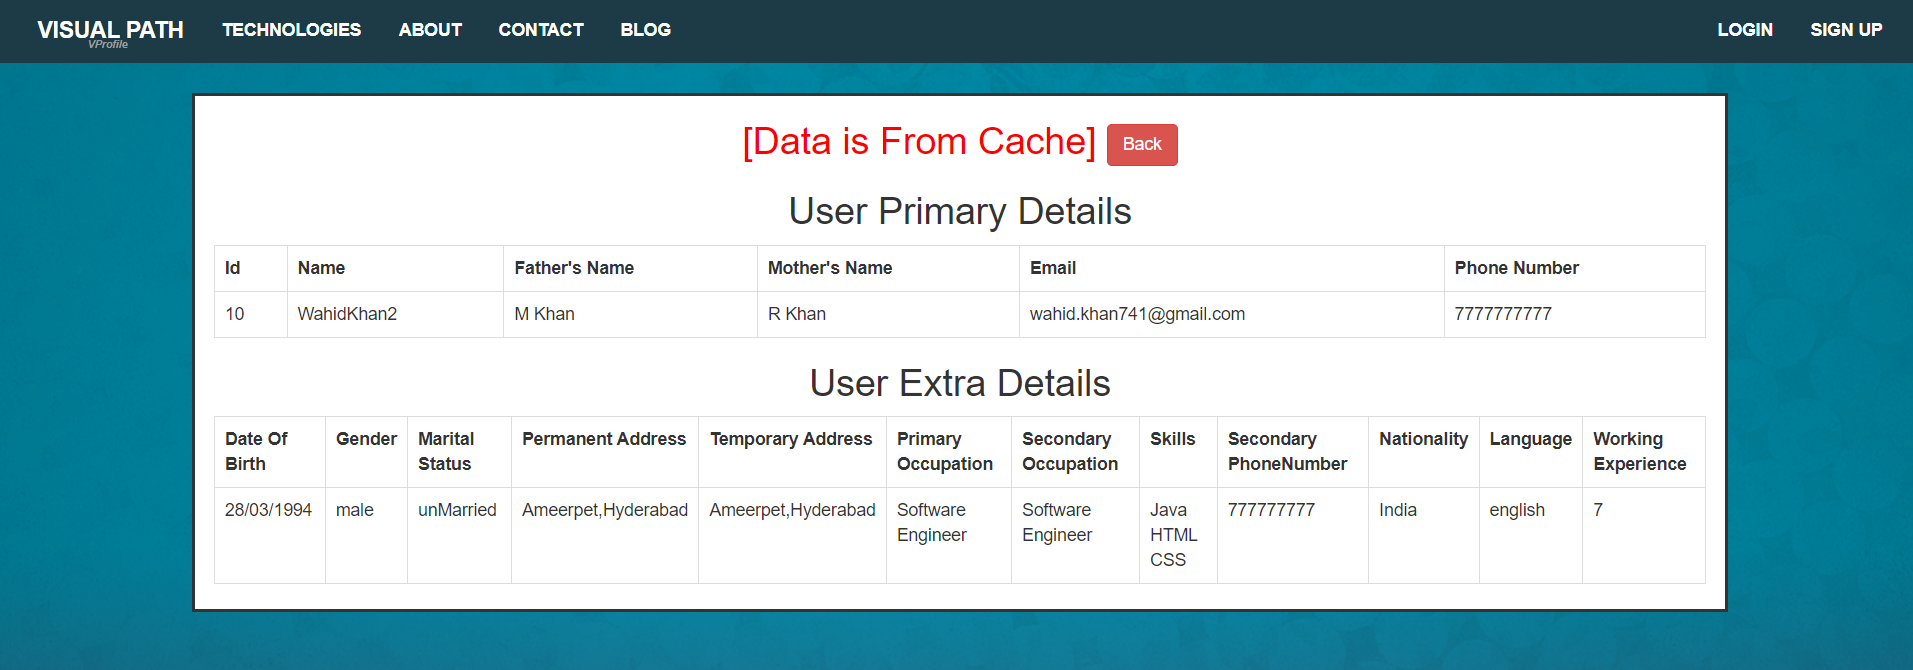 VISUAL PATH TECHNOLOGIES ABOUT CONTACT BLOG LOGIN SIGN UP
VProfile
[Data is From Cache] Back
User Primary Details
Id Name Father's Name Mother's Name Email Phone Number
10 WahidKhan2 M Khan R Khan wahid.khan741@gmail.com 7777777777
User Extra Details
Date Of Birth Gender Marital Status Permanent Address Temporary Address Primary Occupation Secondary Occupation Skills Secondary PhoneNumber Nationality Language Working Experience
28/03/1994 male unMarried Ameerpet,Hyderabad Ameerpet,Hyderabad Software Engineer Software Engineer Java HTML CSS 777777777 India english 7